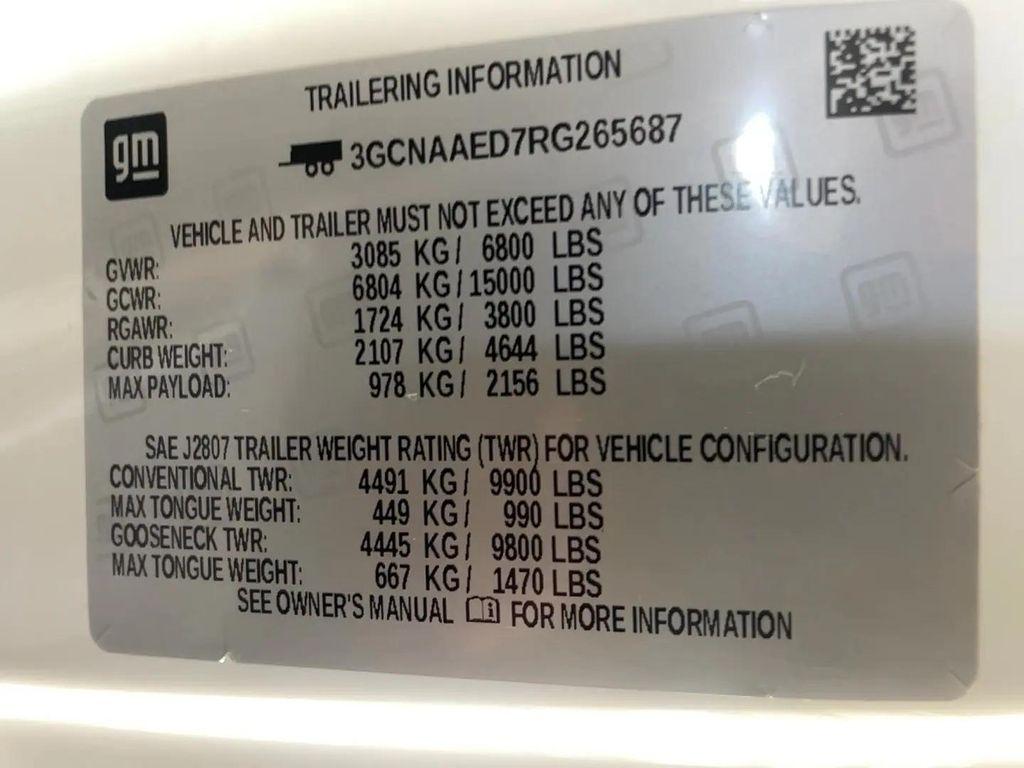 gm
TRAILERING INFORMATION
3GCNAAED7RG265687
VEHICLE AND TRAILER MUST NOT EXCEED ANY OF THESE VALUES.
GVWR: 3085 KG/ 6800 LBS
GCWR: 6804 KG/15000 LBS
RGAWR: 1724 KG/ 3800 LBS
CURB WEIGHT: 2107 KG/ 4644 LBS
MAX PAYLOAD: 978 KG/ 2156 LBS
SAE J2807 TRAILER WEIGHT RATING (TWR) FOR VEHICLE CONFIGURATION.
CONVENTIONAL TWR: 4491 KG/ 9900 LBS
MAX TONGUE WEIGHT: 449 KG/ 990 LBS
GOOSENECK TWR: 4445 KG/ 9800 LBS
MAX TONGUE WEIGHT: 667 KG/ 1470 LBS
SEE OWNER'S MANUAL FOR MORE INFORMATION